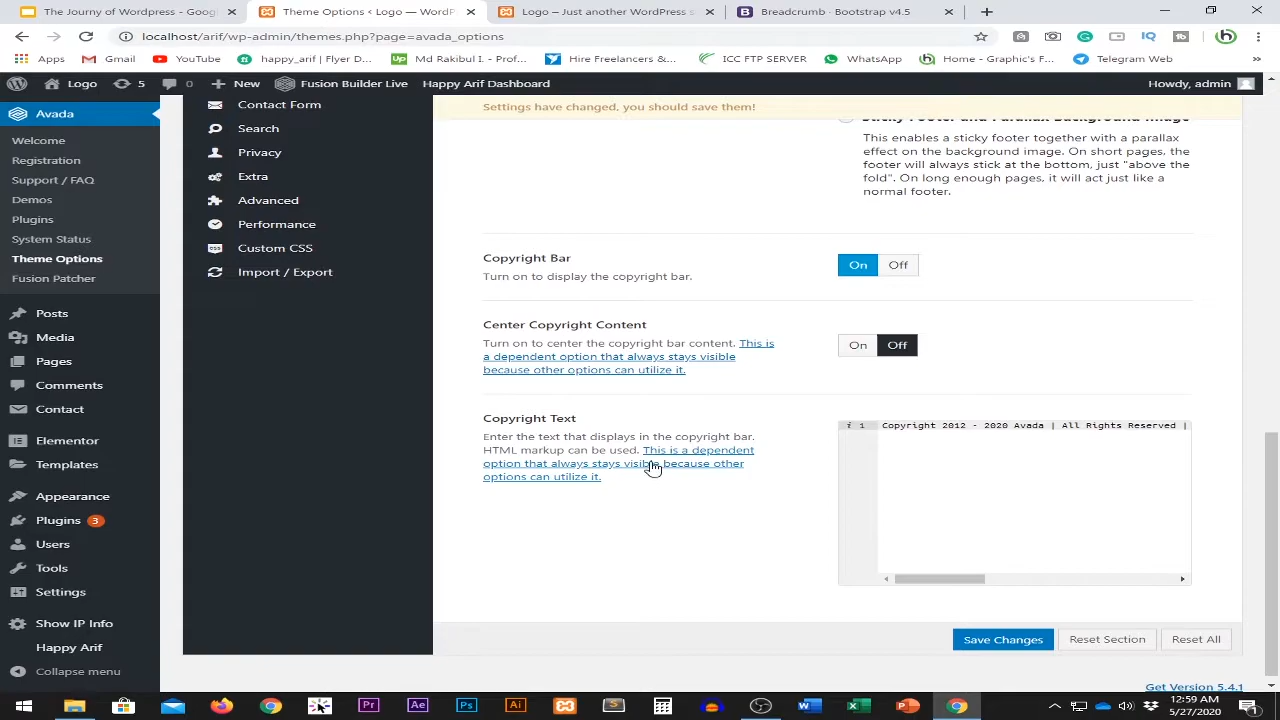 The Journy of Wordpress - Googl
Theme Options < Logo — WordP
Logo – Just another WordPress s
Breadcrumb · Bootstrap v4.5
localhost/arif/wp-admin/themes.php?page=avada_options
Apps
Gmail
YouTube
happy_arif | Flyer D...
Md Rakibul I. - Prof...
Hire Freelancers &...
ICC FTP SERVER
WhatsApp
Home - Graphic's F...
Telegram Web
Logo
5
0
New
Fusion Builder Live
Happy Arif Dashboard
Howdy, admin
Avada
Welcome
Registration
Support / FAQ
Demos
Plugins
System Status
Theme Options
Fusion Patcher
Posts
Media
Pages
Comments
Contact
Elementor
Templates
Appearance
Plugins 3
Users
Tools
Settings
Show IP Info
Happy Arif
Collapse menu
Contact Form
Search
Privacy
Extra
Advanced
Performance
Custom CSS
Import / Export
Settings have changed, you should save them!
Sticky Footer and Parallax Background Image
This enables a sticky footer together with a parallax
effect on the background image. On short pages, the
footer will always stick at the bottom, just "above the
fold". On long enough pages, it will act just like a
normal footer.
Copyright Bar
Turn on to display the copyright bar.
On Off
Center Copyright Content
Turn on to center the copyright bar content. This is
a dependent option that always stays visible
because other options can utilize it.
On Off
Copyright Text
Enter the text that displays in the copyright bar.
HTML markup can be used. This is a dependent
option that always stays visible because other
options can utilize it.
i 1 Copyright 2012 - 2020 Avada | All Rights Reserved |
Save Changes
Reset Section
Reset All
Get Version 5.4.1
12:59 AM
5/27/2020